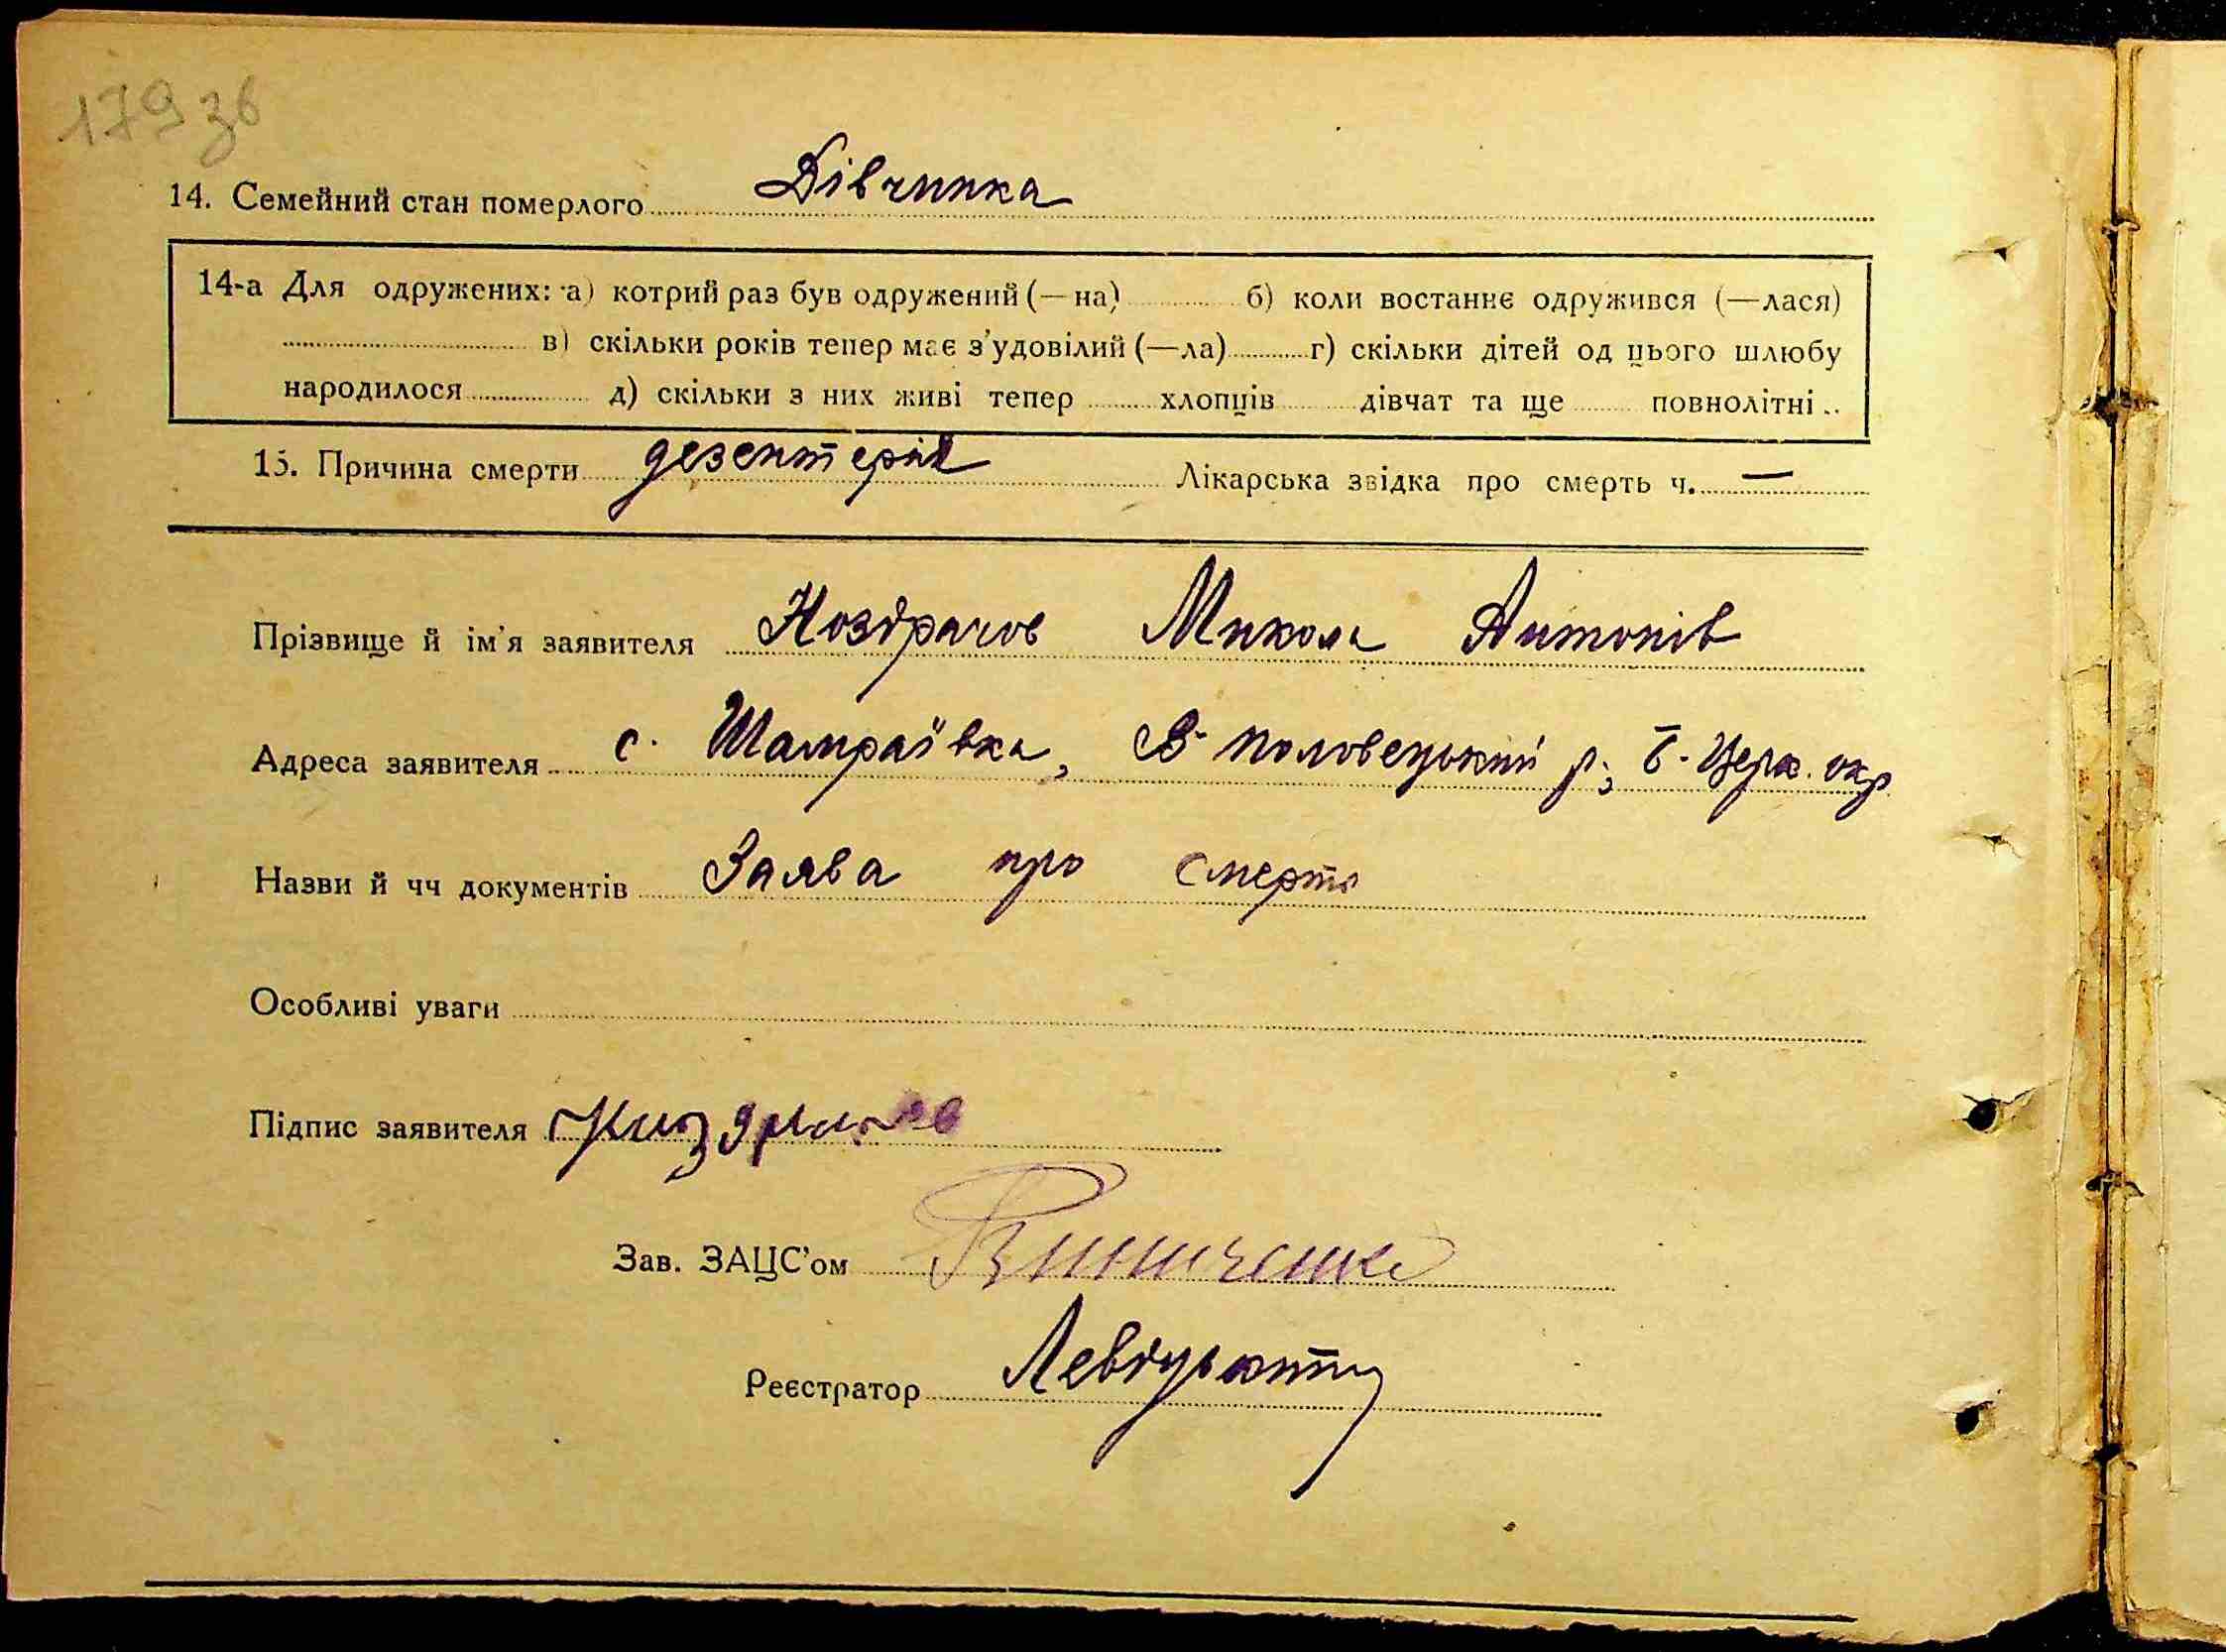 179 зв
14. Семейний стан померлого Дівчинка
14-а Для одружених: а) котрий раз був одружений (—на) б) коли востаннє одружився (—лася)
в) скільки років тепер має з'удовілий (—ла) г) скільки дітей од цього шлюбу
народилося д) скільки з них живі тепер хлопців дівчат та ще повнолітні
15. Причина смерти дезентерія Лікарська звідка про смерть ч. —
Прізвище й ім'я заявителя Ноздрачов Микола Антонів
Адреса заявителя с. Шамраївка, В-половецький р., Б-Церк. окр
Назви й чч документів Заява про смерть
Особливі уваги
Підпис заявителя
Зав. ЗАЦС'ом Винниченко
Реєстратор